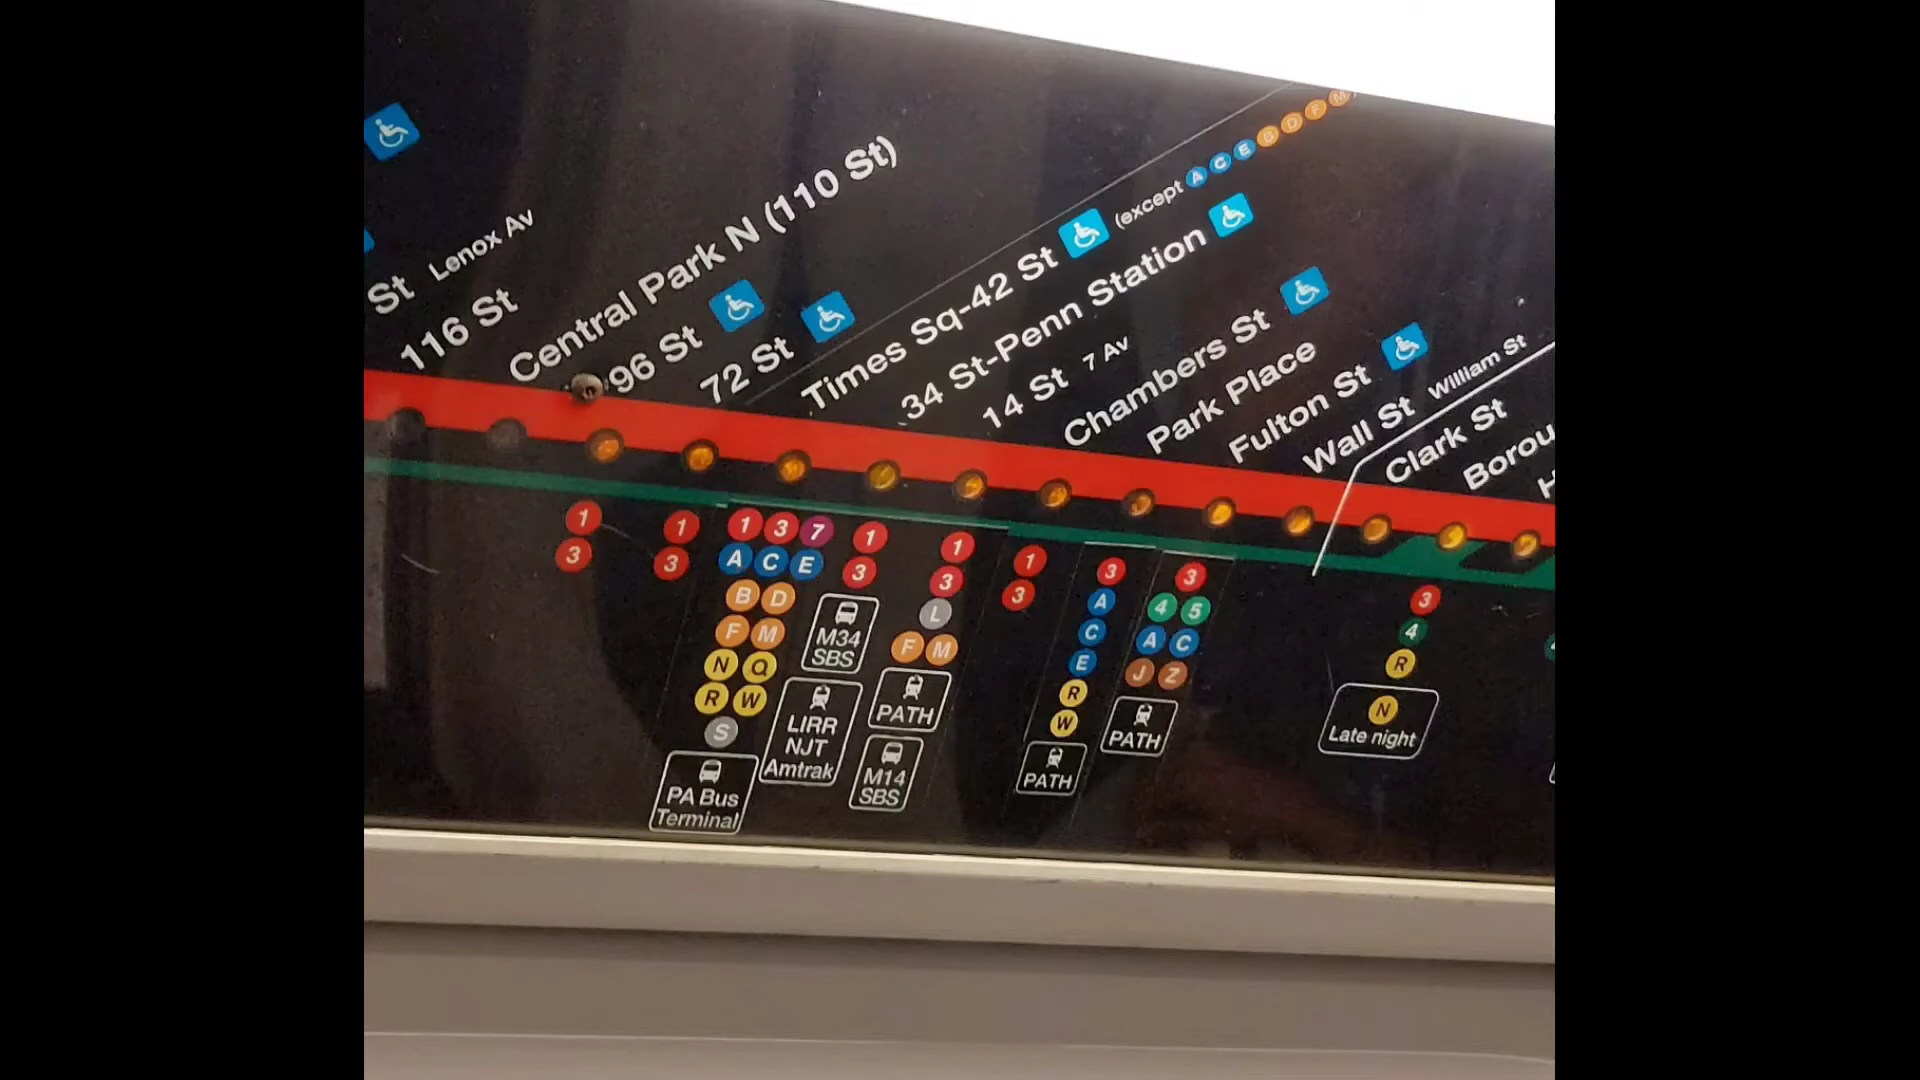 St Lenox Av
116 St
Central Park N (110 St)
96 St
72 St
Times Sq-42 St (except A C E B D F M
34 St-Penn Station
14 St 7 Av
Chambers St
Park Place
Fulton St
Wall St William St
Clark St
Borou
H
1
3
1
3
1 3 7
A C E
B D
F M
N Q
R W
S
PA Bus
Terminal
1
3
M34
SBS
LIRR
NJT
Amtrak
1
3
L
F M
PATH
M14
SBS
1
3
3
A
C
E
R
W
PATH
3
4 5
A C
J Z
PATH
3
4
R
N
Late night